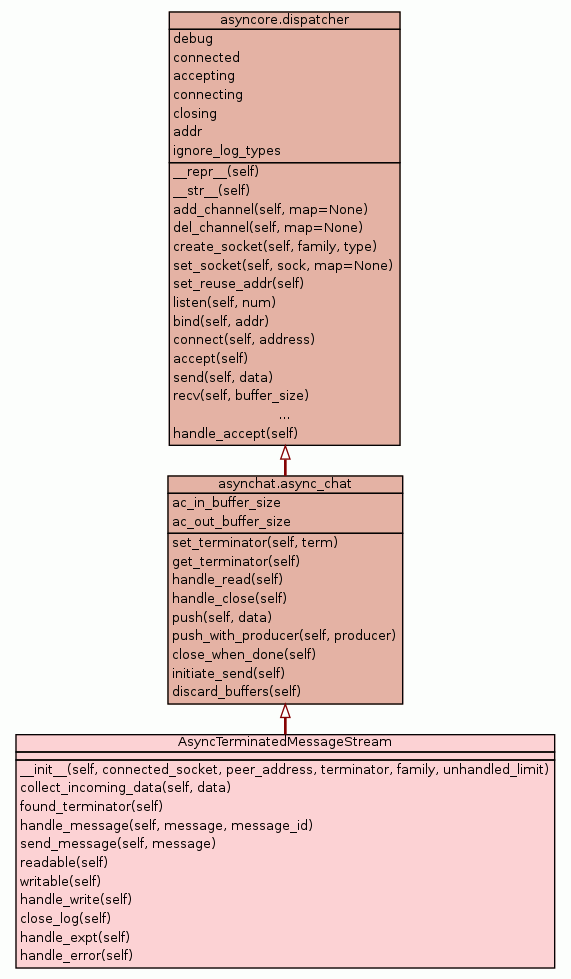 asyncore.dispatcher
debug
connected
accepting
connecting
closing
addr
ignore_log_types
__repr__(self)
__str__(self)
add_channel(self, map=None)
del_channel(self, map=None)
create_socket(self, family, type)
set_socket(self, sock, map=None)
set_reuse_addr(self)
listen(self, num)
bind(self, addr)
connect(self, address)
accept(self)
send(self, data)
recv(self, buffer_size)
...
handle_accept(self)
asynchat.async_chat
ac_in_buffer_size
ac_out_buffer_size
set_terminator(self, term)
get_terminator(self)
handle_read(self)
handle_close(self)
push(self, data)
push_with_producer(self, producer)
close_when_done(self)
initiate_send(self)
discard_buffers(self)
AsyncTerminatedMessageStream
__init__(self, connected_socket, peer_address, terminator, family, unhandled_limit)
collect_incoming_data(self, data)
found_terminator(self)
handle_message(self, message, message_id)
send_message(self, message)
readable(self)
writable(self)
handle_write(self)
close_log(self)
handle_expt(self)
handle_error(self)